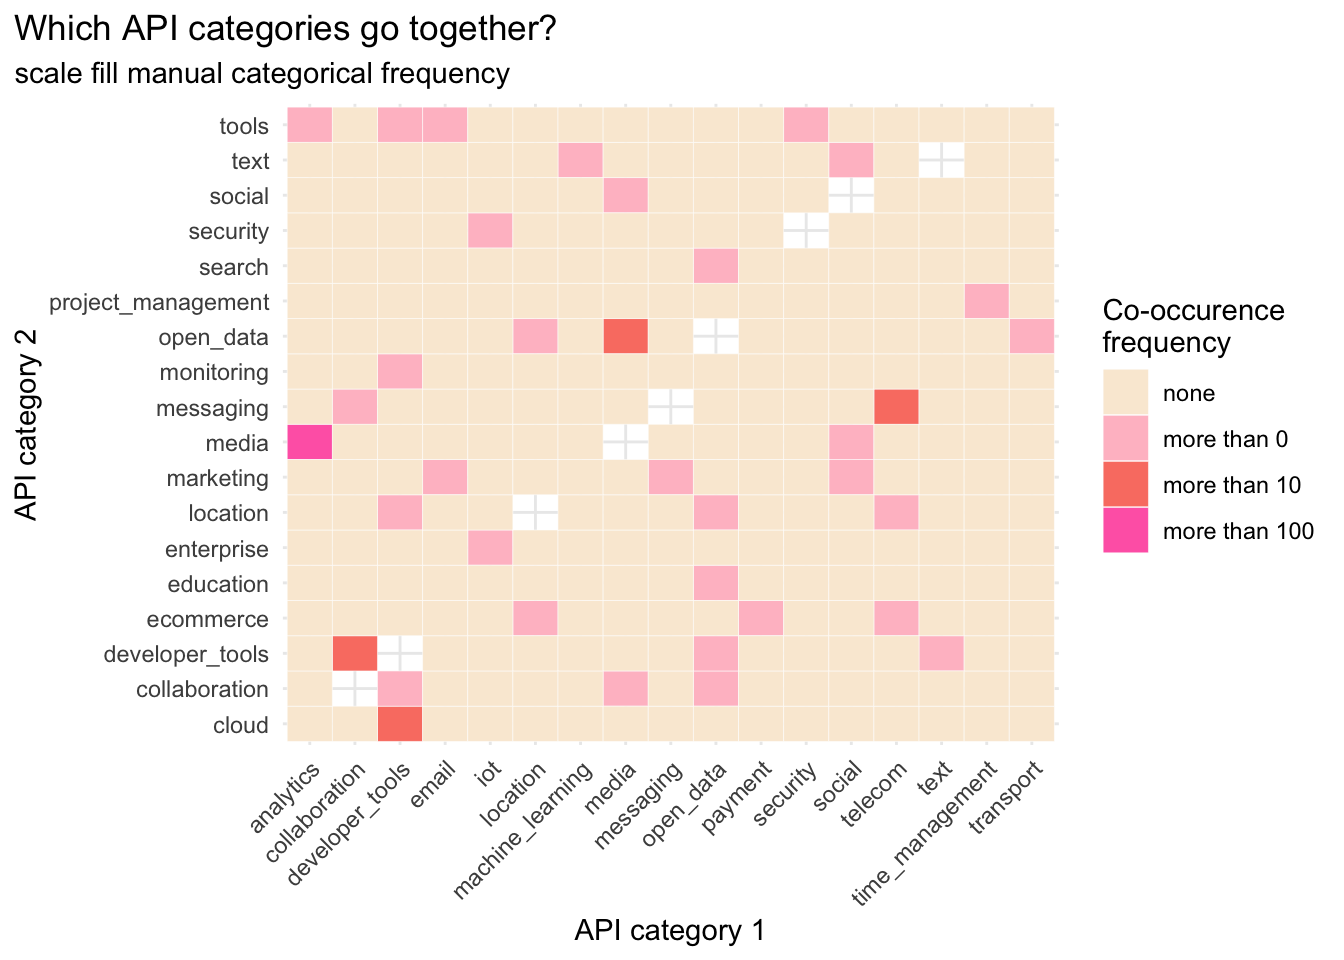 Which API categories go together?
scale fill manual categorical frequency
API category 2
tools
text
social
security
search
project_management
open_data
monitoring
messaging
media
marketing
location
enterprise
education
ecommerce
developer_tools
collaboration
cloud
analytics
collaboration
developer_tools
email
iot
location
machine_learning
media
messaging
open_data
payment
security
social
telecom
text
time_management
transport
API category 1
Co-occurence
frequency
none
more than 0
more than 10
more than 100